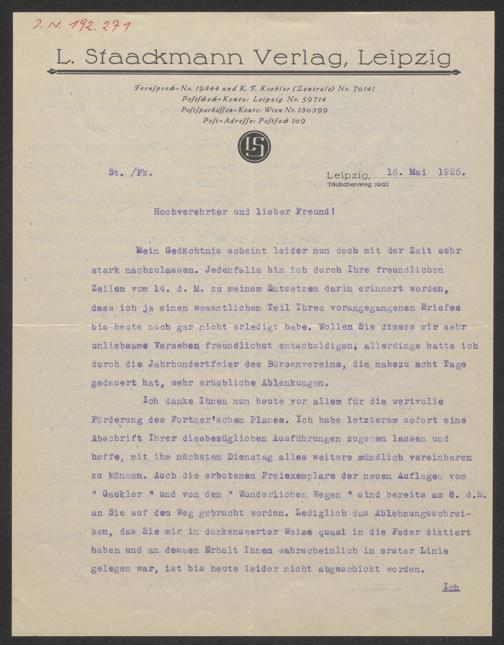 J. N. 192.271
L. Staackmann Verlag, Leipzig
Fernsprech-Nr. 19844 und K. F. Koehler (Zentrale) Nr. 70141
Postscheck-Konto: Leipzig Nr. 59714
Postsparkassen-Konto: Wien Nr. 130399
Post-Adresse: Postfach 109
LS
St. /Fk.
Leipzig, 16. Mai 1925.
Täubchenweg 19/21
Hochverehrter und lieber Freund!
Mein Gedächtnis scheint leider nun doch mit der Zeit sehr
stark nachzulassen. Jedenfalls bin ich durch Ihre freundlichen
Zeilen vom 14. d. M. zu meinem Entsetzen darin erinnert worden,
dass ich ja einen wesentlichen Teil Ihres vorangegangenen Briefes
bis heute noch gar nicht erledigt habe. Wollen Sie dieses mir sehr
unliebsame Versehen freundlichst entschuldigen; allerdings hatte ich
durch die Jahrhundertfeier des Börsenvereins, die nahezu acht Tage
gedauert hat, sehr erhebliche Ablenkungen.
Ich danke Ihnen nun heute vor allem für die wertvolle
Förderung des Fortner'schen Planes. Ich habe letzterem sofort eine
Abschrift Ihrer diesbezüglichen Ausführungen zugehen lassen und
hoffe, mit ihm nächsten Dienstag alles weitere mündlich vereinbaren
zu können. Auch die erbetenen Freiexemplare der neuen Auflagen vom
" Gaukler " und von den " Wunderlichen Wegen " sind bereits am 8. d.M.
an Sie auf den Weg gebracht worden. Lediglich das Ablehnungsschrei-
ben, das Sie mir in dankenswerter Weise quasi in die Feder diktiert
haben und an dessen Erhalt Ihnen wahrscheinlich in erster Linie
gelegen war, ist bis heute leider nicht abgeschickt worden.
Ich